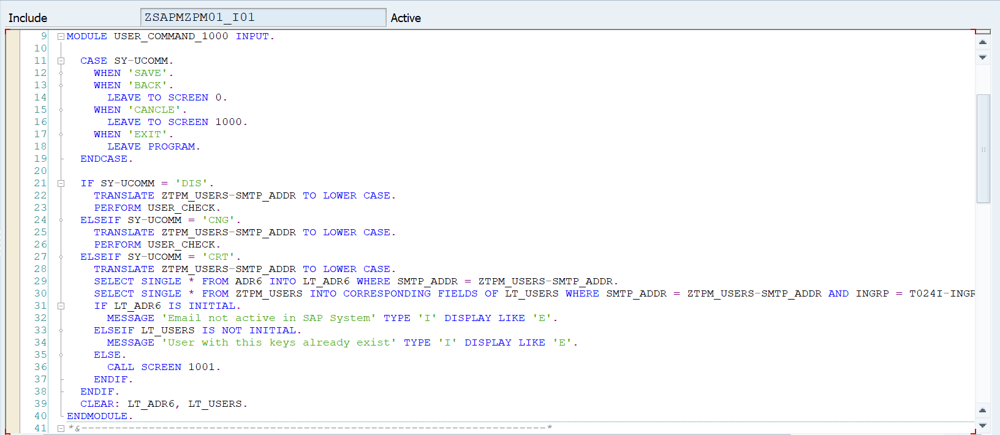 Include ZSAPMZPM01_I01 Active
9 MODULE USER_COMMAND_1000 INPUT.
10
11 CASE SY-UCOMM.
12 WHEN 'SAVE'.
13 WHEN 'BACK'.
14 LEAVE TO SCREEN 0.
15 WHEN 'CANCLE'.
16 LEAVE TO SCREEN 1000.
17 WHEN 'EXIT'.
18 LEAVE PROGRAM.
19 ENDCASE.
20
21 IF SY-UCOMM = 'DIS'.
22 TRANSLATE ZTPM_USERS-SMTP_ADDR TO LOWER CASE.
23 PERFORM USER_CHECK.
24 ELSEIF SY-UCOMM = 'CNG'.
25 TRANSLATE ZTPM_USERS-SMTP_ADDR TO LOWER CASE.
26 PERFORM USER_CHECK.
27 ELSEIF SY-UCOMM = 'CRT'.
28 TRANSLATE ZTPM_USERS-SMTP_ADDR TO LOWER CASE.
29 SELECT SINGLE * FROM ADR6 INTO LT_ADR6 WHERE SMTP_ADDR = ZTPM_USERS-SMTP_ADDR.
30 SELECT SINGLE * FROM ZTPM_USERS INTO CORRESPONDING FIELDS OF LT_USERS WHERE SMTP_ADDR = ZTPM_USERS-SMTP_ADDR AND INGRP = T024I-INGR
31 IF LT_ADR6 IS INITIAL.
32 MESSAGE 'Email not active in SAP System' TYPE 'I' DISPLAY LIKE 'E'.
33 ELSEIF LT_USERS IS NOT INITIAL.
34 MESSAGE 'User with this keys already exist' TYPE 'I' DISPLAY LIKE 'E'.
35 ELSE.
36 CALL SCREEN 1001.
37 ENDIF.
38 ENDIF.
39 CLEAR: LT_ADR6, LT_USERS.
40 ENDMODULE.
41 *&---------------------------------------------------------------------*